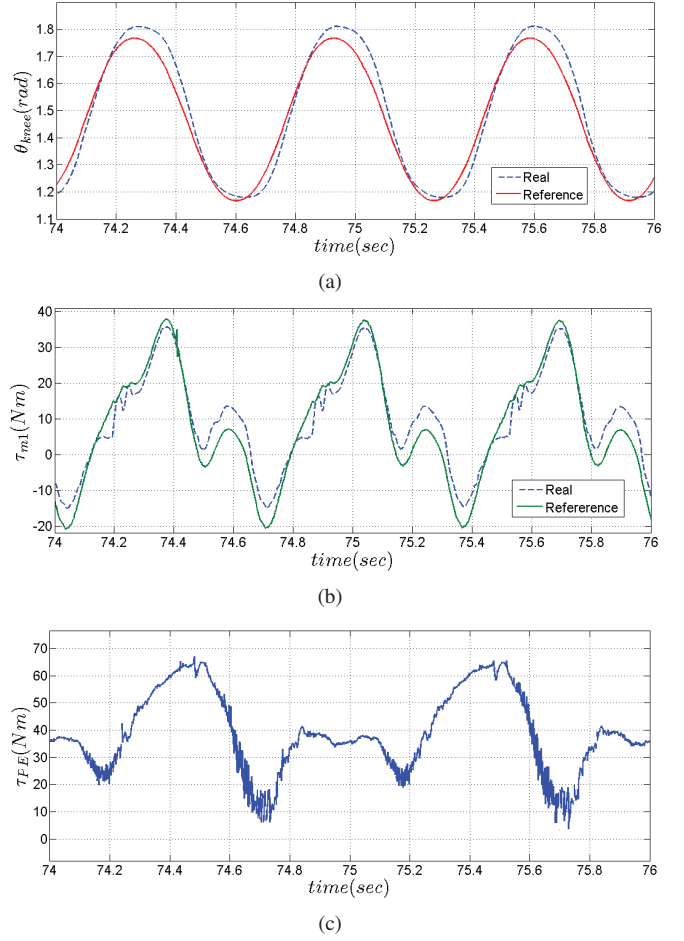 1.8
1.7
1.6
1.5
1.4
1.3
1.2
1.1
θknee(rad)
Real
Reference
74 74.2 74.4 74.6 74.8 75 75.2 75.4 75.6 75.8 76
time(sec)
(a)
40
30
20
10
0
-10
-20
τm1(Nm)
Real
Refererence
74 74.2 74.4 74.6 74.8 75 75.2 75.4 75.6 75.8 76
time(sec)
(b)
70
60
50
40
30
20
10
0
τPE(Nm)
74 74.2 74.4 74.6 74.8 75 75.2 75.4 75.6 75.8 76
time(sec)
(c)